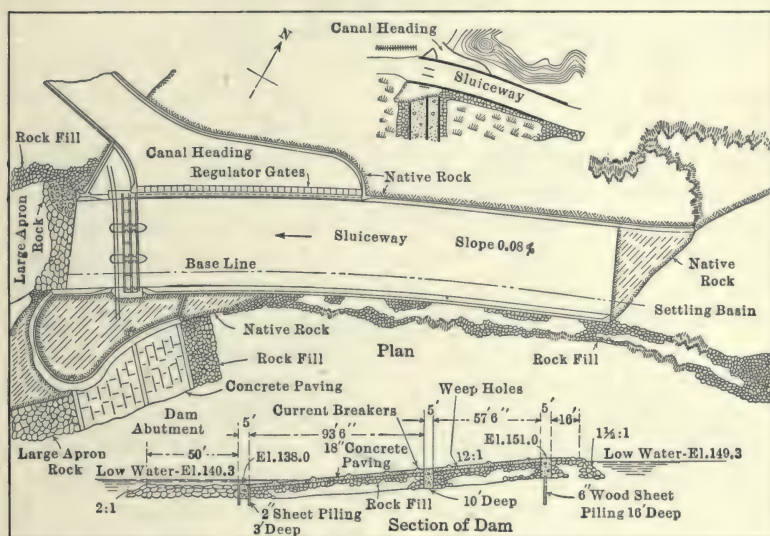 Canal Heading
N
Sluiceway
Rock Fill
Canal Heading
Regulator Gates
Native Rock
Large Apron
Rock
Sluiceway
Slope 0.08%
Base Line
Native
Rock
Settling Basin
Native Rock
Plan
Rock Fill
Rock Fill
Concrete Paving
Dam
Abutment
Large Apron
Rock
Current Breakers
Weep Holes
5'
5'
57'6"
5'
16'
93'6"
50'
El.138.0
18" Concrete
Paving
12:1
El.151.0
1½:1
Low Water-El.140.3
Low Water-El.149.3
2:1
2" Sheet Piling
3' Deep
Rock Fill
10' Deep
6" Wood Sheet
Piling 16' Deep
Section of Dam